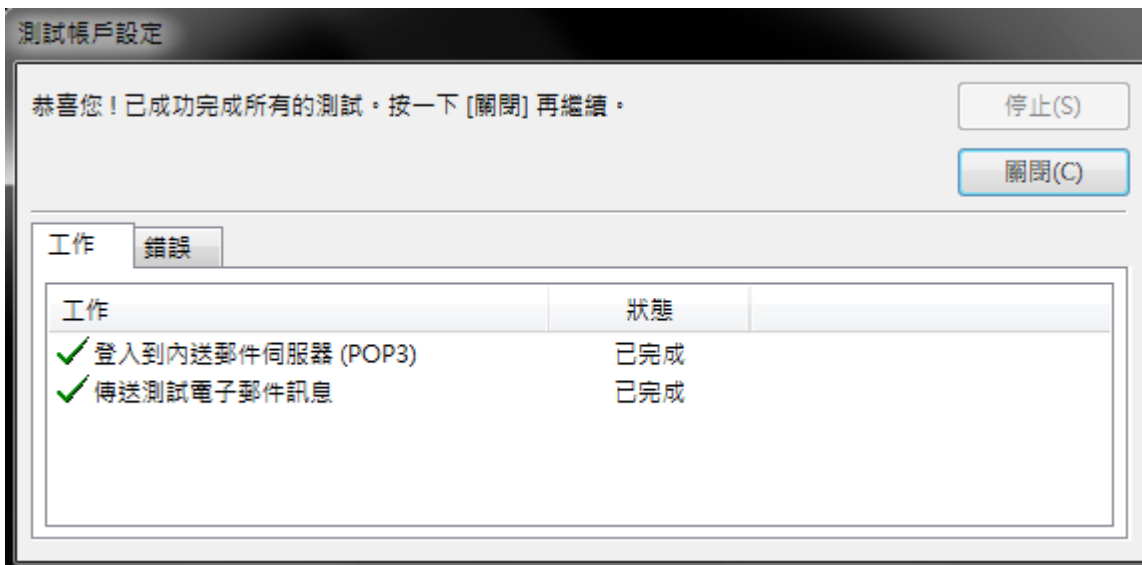 測試帳戶設定
恭喜您！已成功完成所有的測試。按一下 [關閉] 再繼續。
停止(S)
關閉(C)
工作 錯誤
工作 狀態
登入到內送郵件伺服器 (POP3) 已完成
傳送測試電子郵件訊息 已完成